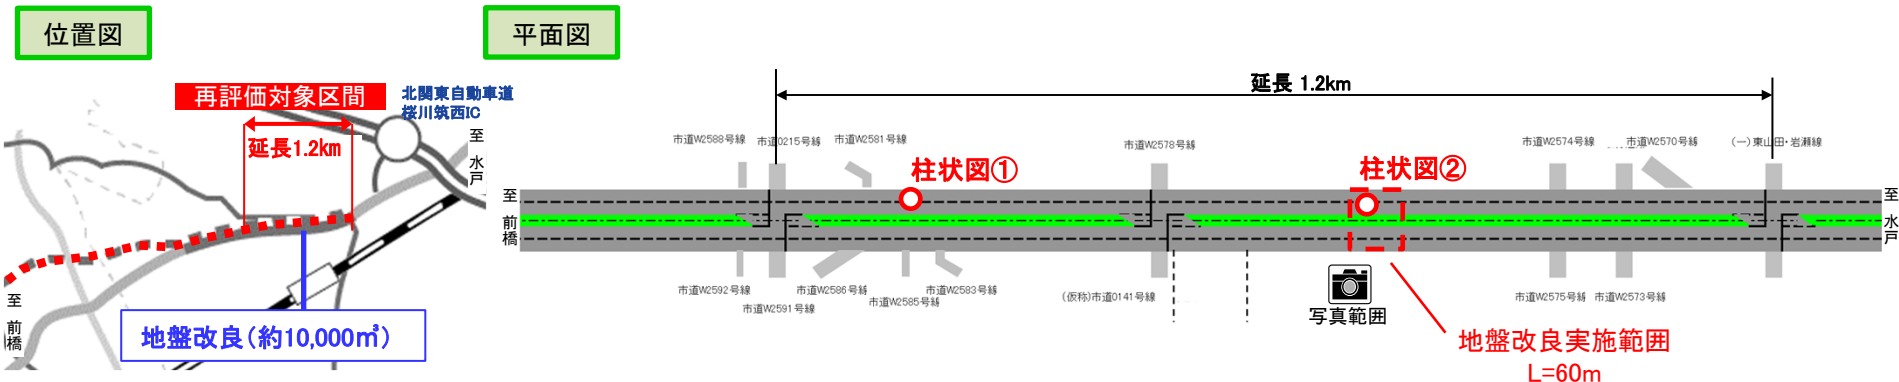 位置図
再評価対象区間
北関東自動車道
桜川筑西IC
延長1.2km
至 水戸
至 前橋
地盤改良（約10,000㎥）
平面図
延長 1.2km
市道W2588号線
市道0215号線
市道W2581号線
市道W2578号線
市道W2574号線
市道W2570号線
(一)東山田・岩瀬線
柱状図①
柱状図②
至 前橋
至 水戸
市道W2592号線
市道W2591号線
市道W2586号線
市道W2585号線
市道W2583号線
(仮称)市道0141号線
市道W2575号線
市道W2573号線
写真範囲
地盤改良実施範囲
L=60m